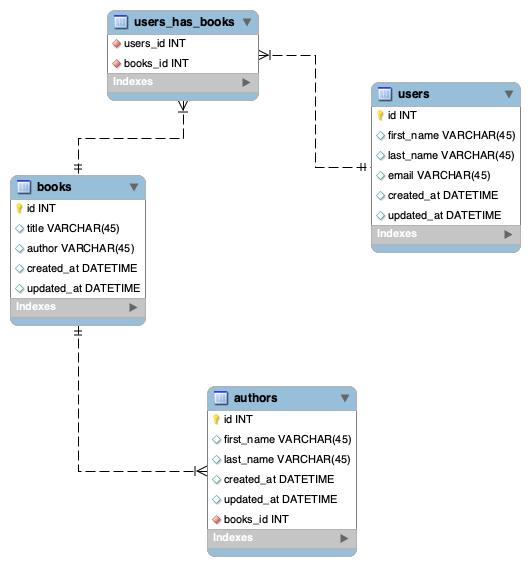 users_has_books
users_id INT
books_id INT
Indexes
users
id INT
first_name VARCHAR(45)
last_name VARCHAR(45)
email VARCHAR(45)
created_at DATETIME
updated_at DATETIME
Indexes
books
id INT
title VARCHAR(45)
author VARCHAR(45)
created_at DATETIME
updated_at DATETIME
Indexes
authors
id INT
first_name VARCHAR(45)
last_name VARCHAR(45)
created_at DATETIME
updated_at DATETIME
books_id INT
Indexes